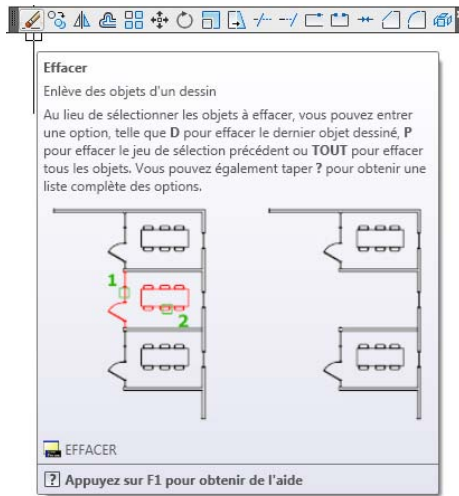 Effacer
Enlève des objets d'un dessin
Au lieu de sélectionner les objets à effacer, vous pouvez entrer
une option, telle que D pour effacer le dernier objet dessiné, P
pour effacer le jeu de sélection précédent ou TOUT pour effacer
tous les objets. Vous pouvez également taper ? pour obtenir une
liste complète des options.
1
2
EFFACER
? Appuyez sur F1 pour obtenir de l'aide